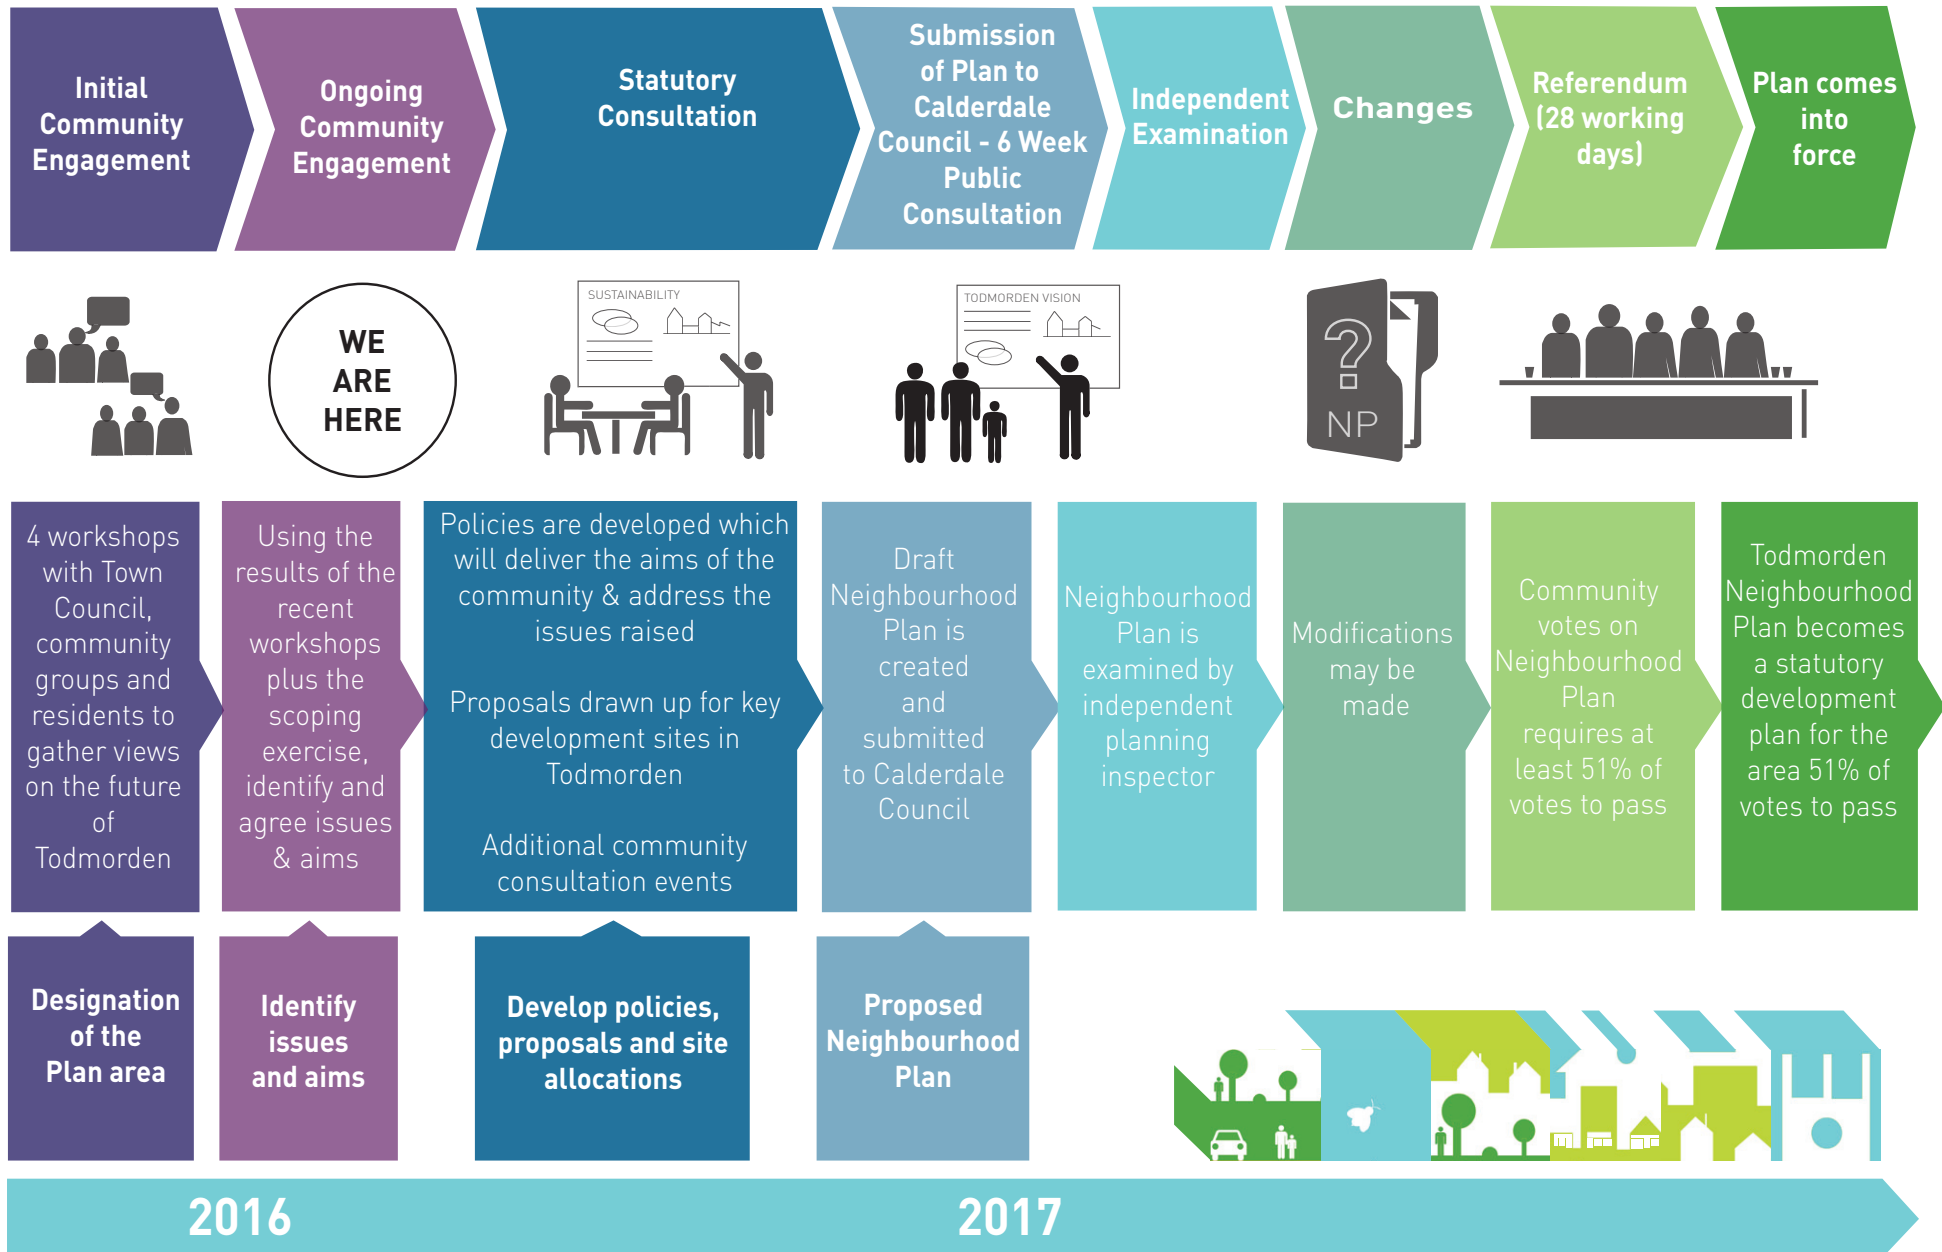 Initial
Community
Engagement
Ongoing
Community
Engagement
Statutory
Consultation
Submission
of Plan to
Calderdale
Council - 6 Week
Public
Consultation
Independent
Examination
Changes
Referendum
(28 working
days)
Plan comes
into
force
WE
ARE
HERE
SUSTAINABILITY
TODMORDEN VISION
?
NP
4 workshops
with Town
Council,
community
groups and
residents to
gather views
on the future
of
Todmorden
Using the
results of the
recent
workshops
plus the
scoping
exercise,
identify and
agree issues
& aims
Policies are developed which
will deliver the aims of the
community & address the
issues raised
Proposals drawn up for key
development sites in
Todmorden
Additional community
consultation events
Draft
Neighbourhood
Plan is
created
and
submitted
to Calderdale
Council
Neighbourhood
Plan is
examined by
independent
planning
inspector
Modifications
may be
made
Community
votes on
Neighbourhood
Plan
requires at
least 51% of
votes to pass
Todmorden
Neighbourhood
Plan becomes
a statutory
development
plan for the
area 51% of
votes to pass
Designation
of the
Plan area
Identify
issues
and aims
Develop policies,
proposals and site
allocations
Proposed
Neighbourhood
Plan
2016
2017